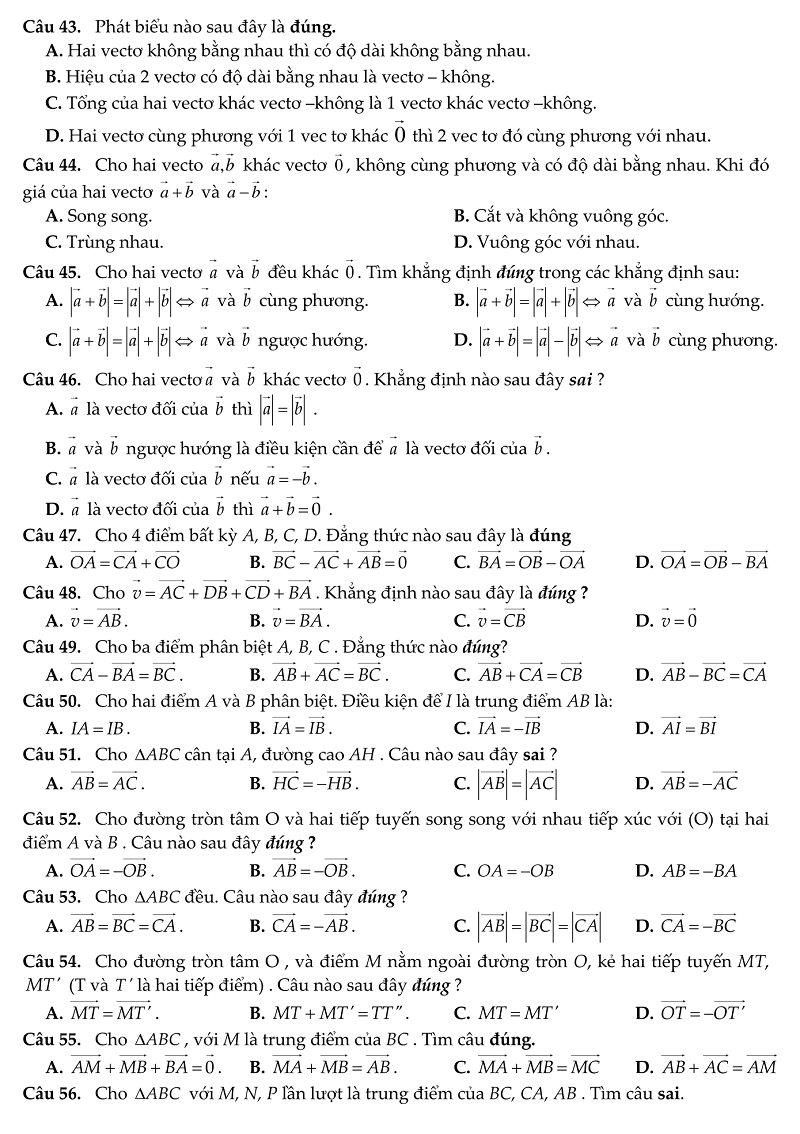 Câu 43. Phát biểu nào sau đây là đúng.
A. Hai vectơ không bằng nhau thì có độ dài không bằng nhau.
B. Hiệu của 2 vectơ có độ dài bằng nhau là vectơ – không.
C. Tổng của hai vectơ khác vectơ –không là 1 vectơ khác vectơ –không.
D. Hai vectơ cùng phương với 1 vec tơ khác $\vec{0}$ thì 2 vec tơ đó cùng phương với nhau.
Câu 44. Cho hai vecto $\vec{a}, \vec{b}$ khác vectơ $\vec{0}$, không cùng phương và có độ dài bằng nhau. Khi đó
giá của hai vectơ $\vec{a}+\vec{b}$ và $\vec{a}-\vec{b}$:
A. Song song. B. Cắt và không vuông góc.
C. Trùng nhau. D. Vuông góc với nhau.
Câu 45. Cho hai vectơ $\vec{a}$ và $\vec{b}$ đều khác $\vec{0}$. Tìm khẳng định đúng trong các khẳng định sau:
A. $|\vec{a}+\vec{b}|=|\vec{a}|+|\vec{b}| \Leftrightarrow \vec{a}$ và $\vec{b}$ cùng phương. B. $|\vec{a}+\vec{b}|=|\vec{a}|+|\vec{b}| \Leftrightarrow \vec{a}$ và $\vec{b}$ cùng hướng.
C. $|\vec{a}+\vec{b}|=|\vec{a}|+|\vec{b}| \Leftrightarrow \vec{a}$ và $\vec{b}$ ngược hướng. D. $|\vec{a}+\vec{b}|=|\vec{a}|-|\vec{b}| \Leftrightarrow \vec{a}$ và $\vec{b}$ cùng phương.
Câu 46. Cho hai vectơ $\vec{a}$ và $\vec{b}$ khác vectơ $\vec{0}$. Khẳng định nào sau đây sai ?
A. $\vec{a}$ là vectơ đối của $\vec{b}$ thì $|\vec{a}|=|\vec{b}|$ .
B. $\vec{a}$ và $\vec{b}$ ngược hướng là điều kiện cần để $\vec{a}$ là vectơ đối của $\vec{b}$.
C. $\vec{a}$ là vectơ đối của $\vec{b}$ nếu $\vec{a}=-\vec{b}$.
D. $\vec{a}$ là vectơ đối của $\vec{b}$ thì $\vec{a}+\vec{b}=\vec{0}$ .
Câu 47. Cho 4 điểm bất kỳ A, B, C, D. Đẳng thức nào sau đây là đúng
A. $\overrightarrow{OA}=\overrightarrow{CA}+\overrightarrow{CO}$ B. $\overrightarrow{BC}-\overrightarrow{AC}+\overrightarrow{AB}=\vec{0}$ C. $\overrightarrow{BA}=\overrightarrow{OB}-\overrightarrow{OA}$ D. $\overrightarrow{OA}=\overrightarrow{OB}-\overrightarrow{BA}$
Câu 48. Cho $\vec{v}=\overrightarrow{AC}+\overrightarrow{DB}+\overrightarrow{CD}+\overrightarrow{BA}$. Khẳng định nào sau đây là đúng ?
A. $\vec{v}=\overrightarrow{AB}$. B. $\vec{v}=\overrightarrow{BA}$. C. $\vec{v}=\overrightarrow{CB}$ D. $\vec{v}=\vec{0}$
Câu 49. Cho ba điểm phân biệt A, B, C . Đẳng thức nào đúng?
A. $\overrightarrow{CA}-\overrightarrow{BA}=\overrightarrow{BC}$. B. $\overrightarrow{AB}+\overrightarrow{AC}=\overrightarrow{BC}$. C. $\overrightarrow{AB}+\overrightarrow{CA}=\overrightarrow{CB}$ D. $\overrightarrow{AB}-\overrightarrow{BC}=\overrightarrow{CA}$
Câu 50. Cho hai điểm A và B phân biệt. Điều kiện để I là trung điểm AB là:
A. $IA=IB$. B. $\overrightarrow{IA}=\overrightarrow{IB}$. C. $\overrightarrow{IA}=-\overrightarrow{IB}$ D. $\overrightarrow{AI}=\overrightarrow{BI}$
Câu 51. Cho $\Delta ABC$ cân tại A, đường cao AH . Câu nào sau đây sai ?
A. $\overrightarrow{AB}=\overrightarrow{AC}$. B. $\overrightarrow{HC}=-\overrightarrow{HB}$. C. $|\overrightarrow{AB}|=|\overrightarrow{AC}|$ D. $\overrightarrow{AB}=-\overrightarrow{AC}$
Câu 52. Cho đường tròn tâm O và hai tiếp tuyến song song với nhau tiếp xúc với (O) tại hai
điểm A và B . Câu nào sau đây đúng ?
A. $\overrightarrow{OA}=-\overrightarrow{OB}$. B. $\overrightarrow{AB}=-\overrightarrow{OB}$. C. $OA=-OB$ D. $AB=-BA$
Câu 53. Cho $\Delta ABC$ đều. Câu nào sau đây đúng ?
A. $\overrightarrow{AB}=\overrightarrow{BC}=\overrightarrow{CA}$. B. $\overrightarrow{CA}=-\overrightarrow{AB}$. C. $|\overrightarrow{AB}|=|\overrightarrow{BC}|=|\overrightarrow{CA}|$ D. $\overrightarrow{CA}=-\overrightarrow{BC}$
Câu 54. Cho đường tròn tâm O , và điểm M nằm ngoài đường tròn O, kẻ hai tiếp tuyến MT,
MT′ (T và T′ là hai tiếp điểm) . Câu nào sau đây đúng ?
A. $\overrightarrow{MT}=\overrightarrow{MT'}$. B. $MT+MT'=TT''$. C. $MT=MT'$ D. $\overrightarrow{OT}=-\overrightarrow{OT'}$
Câu 55. Cho $\Delta ABC$ , với M là trung điểm của BC . Tìm câu đúng.
A. $\overrightarrow{AM}+\overrightarrow{MB}+\overrightarrow{BA}=\vec{0}$. B. $\overrightarrow{MA}+\overrightarrow{MB}=\overrightarrow{AB}$. C. $\overrightarrow{MA}+\overrightarrow{MB}=\overrightarrow{MC}$ D. $\overrightarrow{AB}+\overrightarrow{AC}=\overrightarrow{AM}$
Câu 56. Cho $\Delta ABC$ với M, N, P lần lượt là trung điểm của BC, CA, AB . Tìm câu sai.